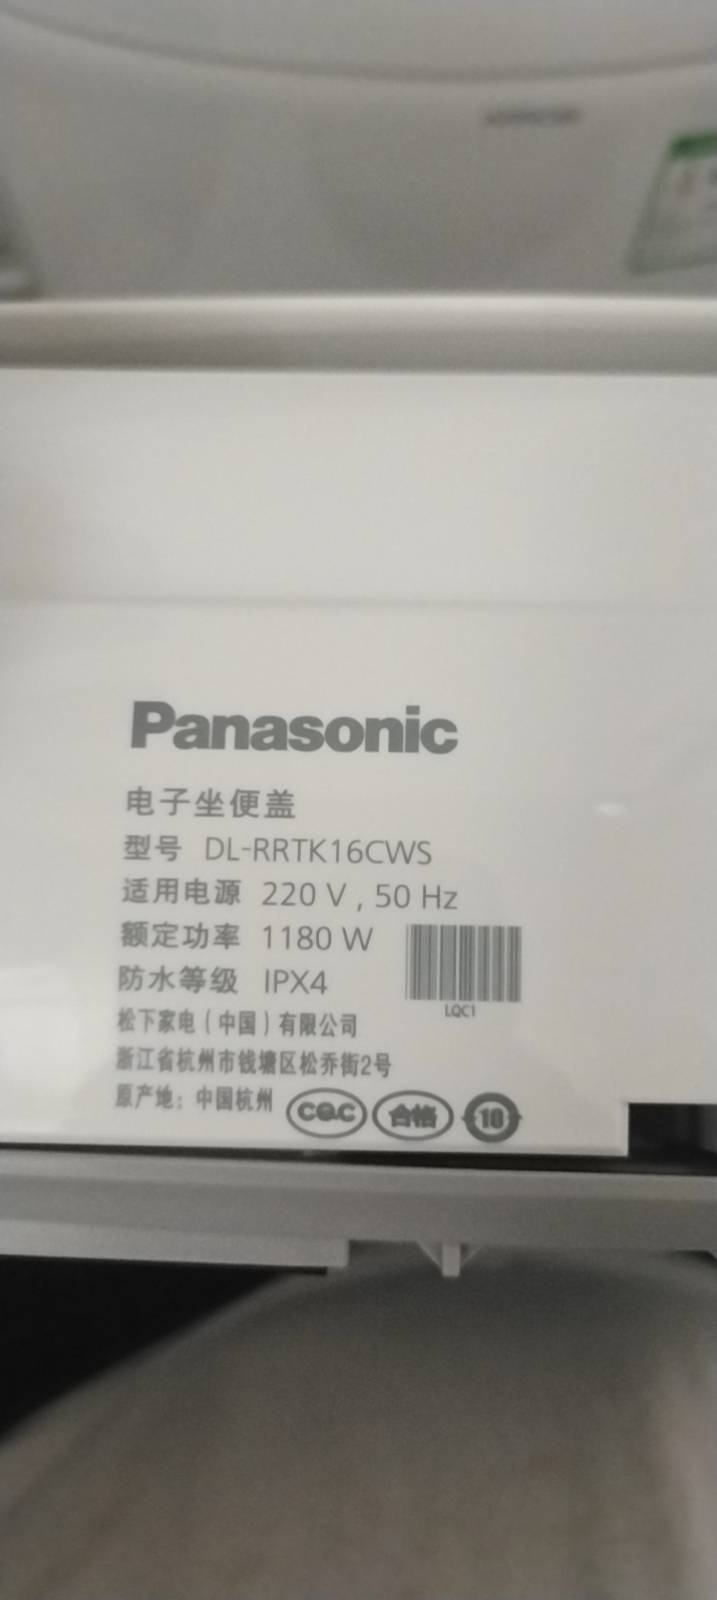 Panasonic
电子坐便盖
型号 DL-RRTK16CWS
适用电源 220 V , 50 Hz
额定功率 1180 W
防水等级 IPX4
LQC1
松下家电（中国）有限公司
浙江省杭州市钱塘区松乔街2号
原产地：中国杭州
CQC 合格 10